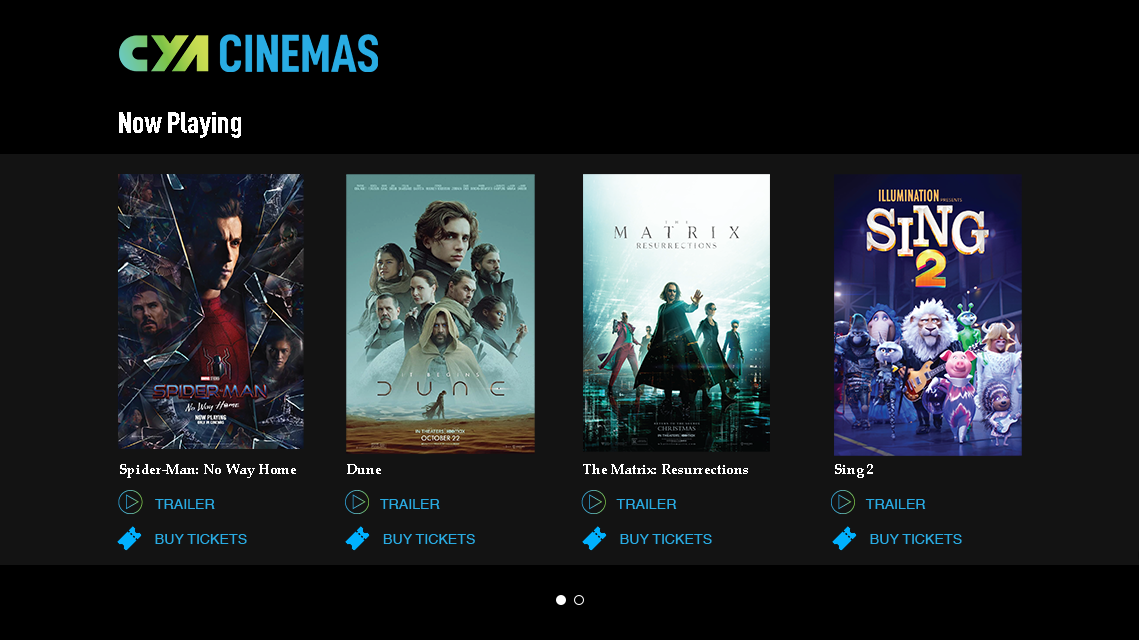 CYA CINEMAS
Now Playing
SPIDER-MAN
No Way Home
NOW PLAYING
ONLY IN CINEMAS
IT BEGINS
DUNE
IN THEATERS
OCTOBER 22
THE
MATRIX
RESURRECTIONS
CHRISTMAS
ILLUMINATION PRESENTS
SING
2
Spider-Man: No Way Home
Dune
The Matrix: Resurrections
Sing 2
TRAILER
TRAILER
TRAILER
TRAILER
BUY TICKETS
BUY TICKETS
BUY TICKETS
BUY TICKETS